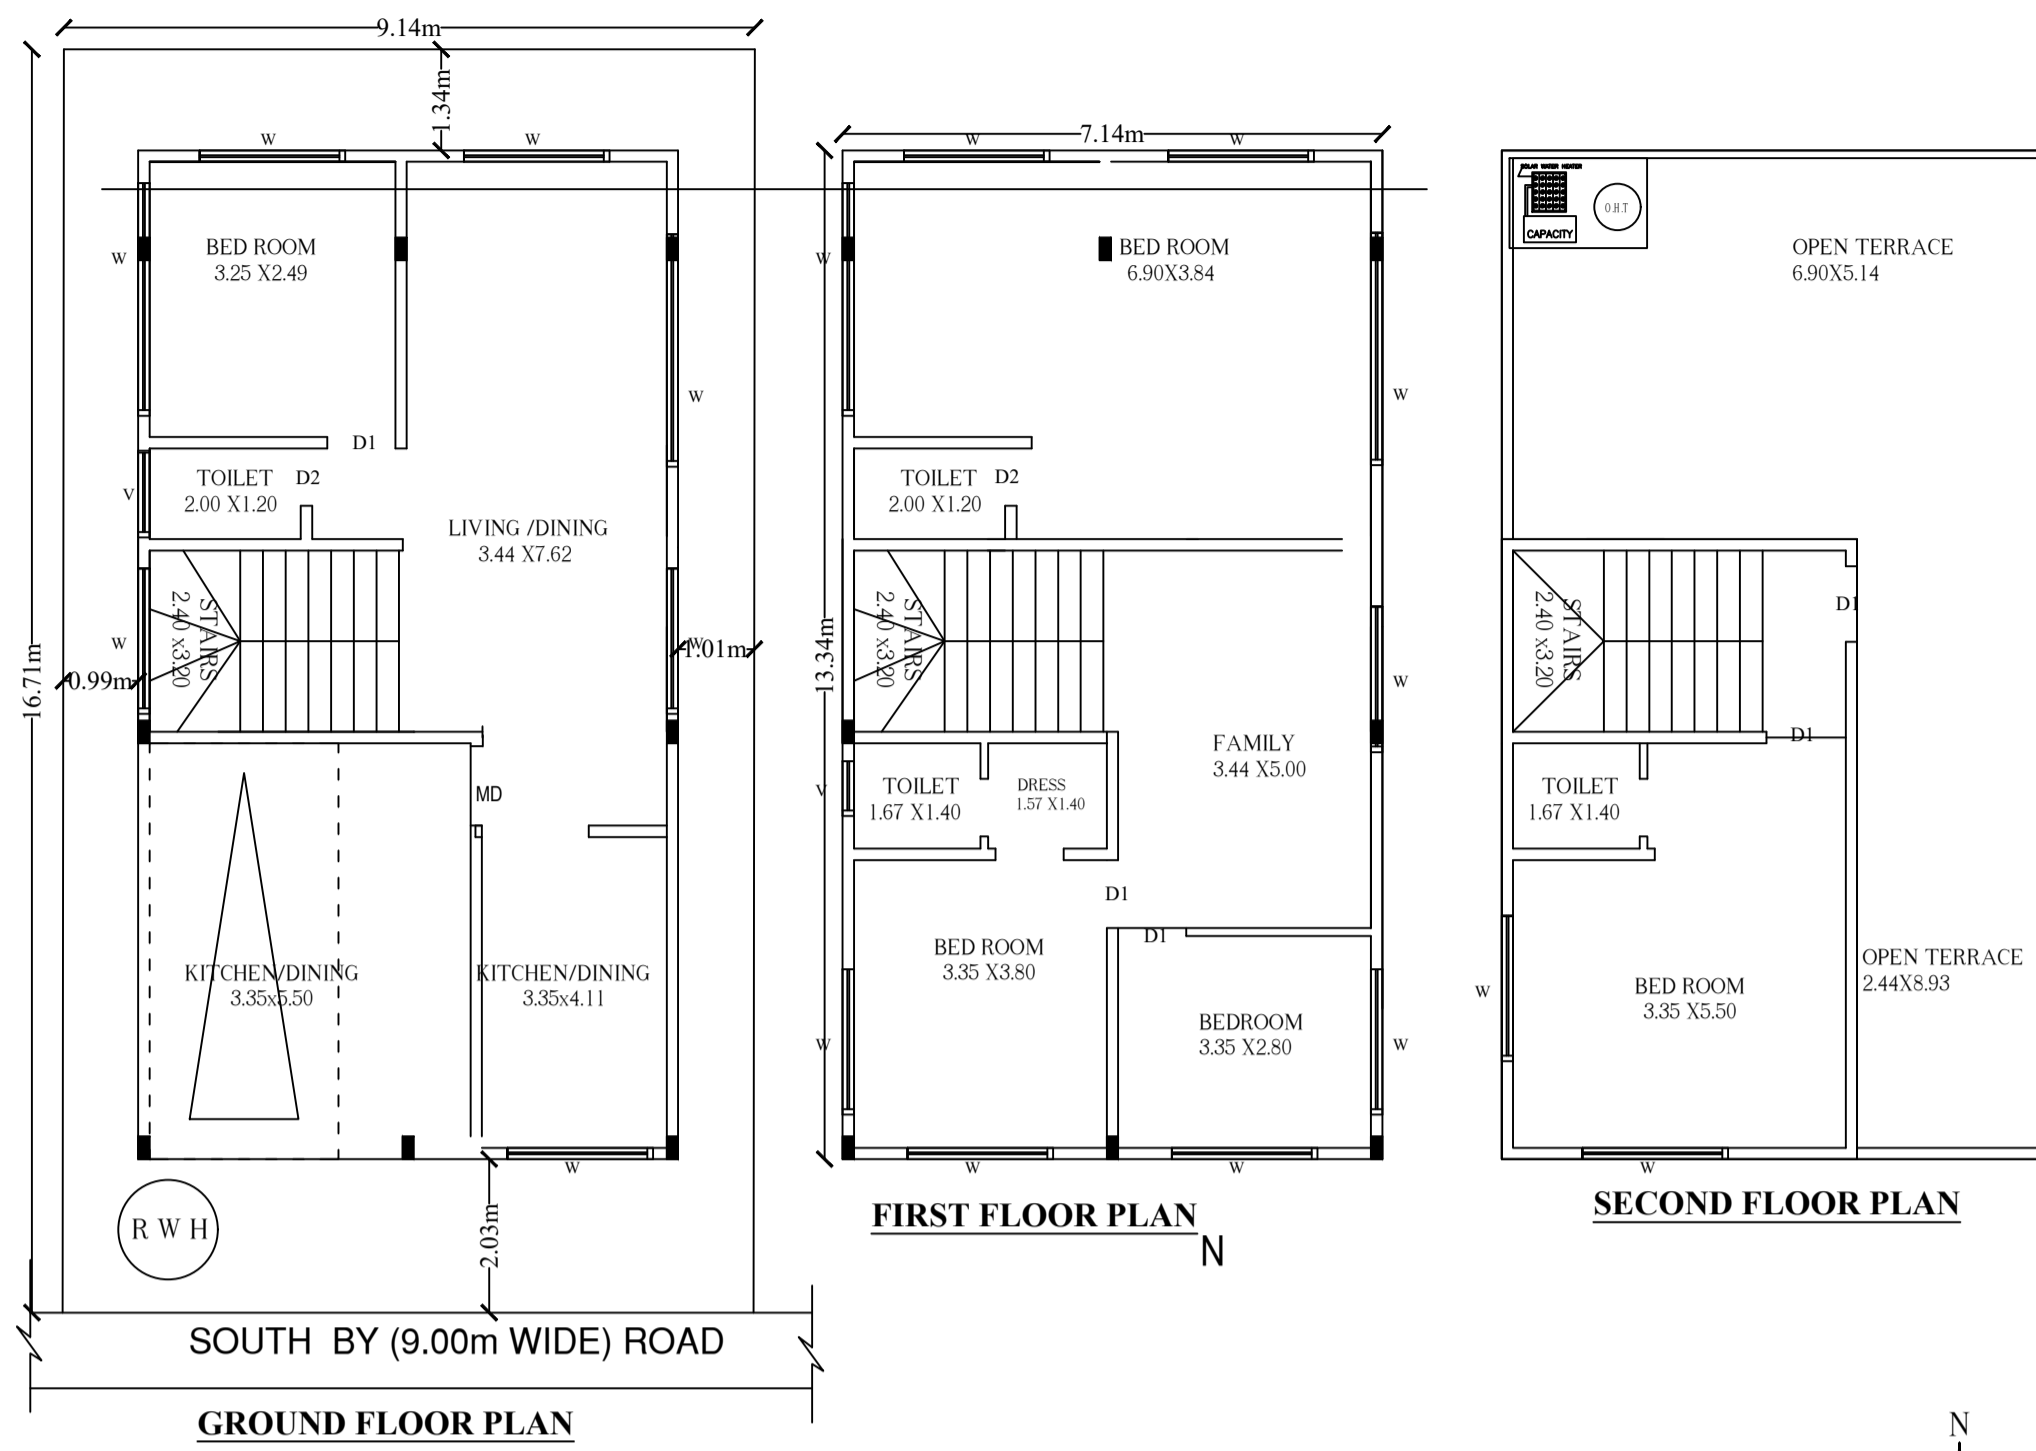 9.14m
1.34m
16.71m
W
W
BED ROOM
3.25 X2.49
W
W
D1
TOILET
2.00 X1.20
D2
V
LIVING /DINING
3.44 X7.62
STAIRS
2.40 x3.20
W
W
1.01m
0.99m
MD
KITCHEN/DINING
3.35x5.50
KITCHEN/DINING
3.35x4.11
W
2.03m
R W H
SOUTH BY (9.00m WIDE) ROAD
GROUND FLOOR PLAN
7.14m
13.34m
W
W
BED ROOM
6.90X3.84
W
W
TOILET
2.00 X1.20
D2
STAIRS
2.40 x3.20
W
FAMILY
3.44 X5.00
TOILET
1.67 X1.40
V
DRESS
1.57 X1.40
D1
D1
BED ROOM
3.35 X3.80
BEDROOM
3.35 X2.80
W
W
W
W
FIRST FLOOR PLAN
N
SOLAR WATER HEATER
CAPACITY
O.H.T
OPEN TERRACE
6.90X5.14
STAIRS
2.40 x3.20
D1
D1
TOILET
1.67 X1.40
BED ROOM
3.35 X5.50
W
OPEN TERRACE
2.44X8.93
W
SECOND FLOOR PLAN
N